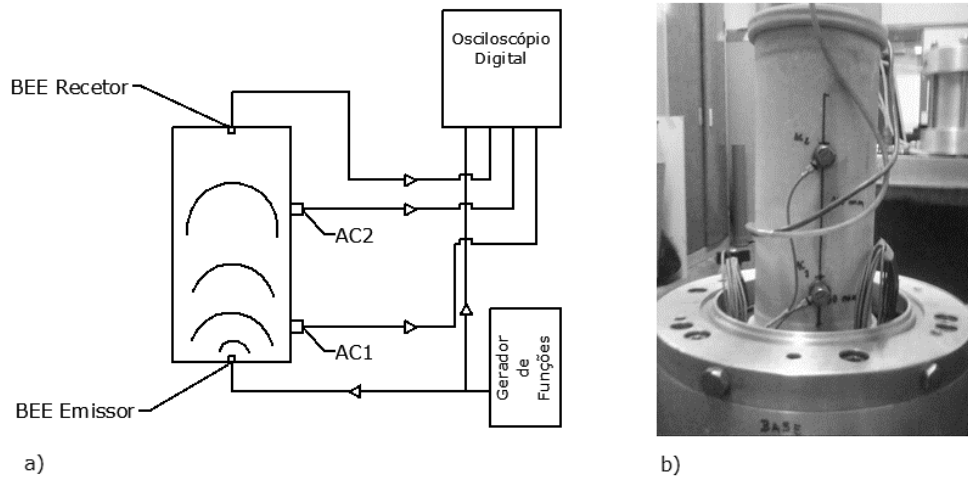 Osciloscópio
Digital
BEE Recetor
AC2
AC1
Gerador
de
Funções
BEE Emissor
BASE
a)
b)